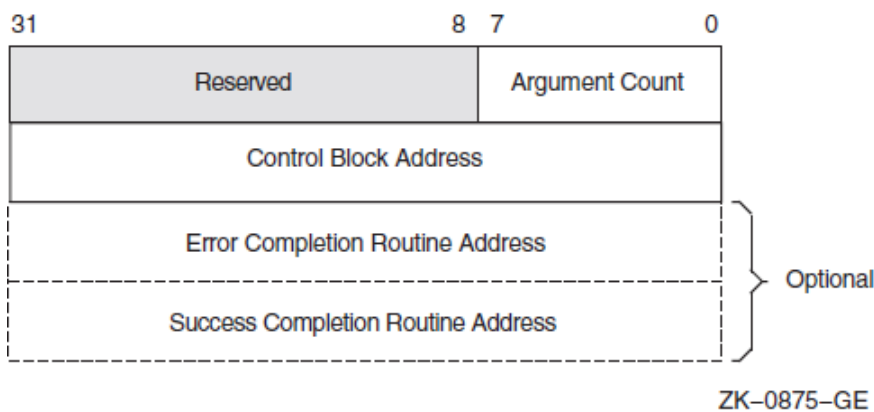 31 8 7 0
Reserved Argument Count
Control Block Address
Error Completion Routine Address
Optional
Success Completion Routine Address
ZK–0875–GE